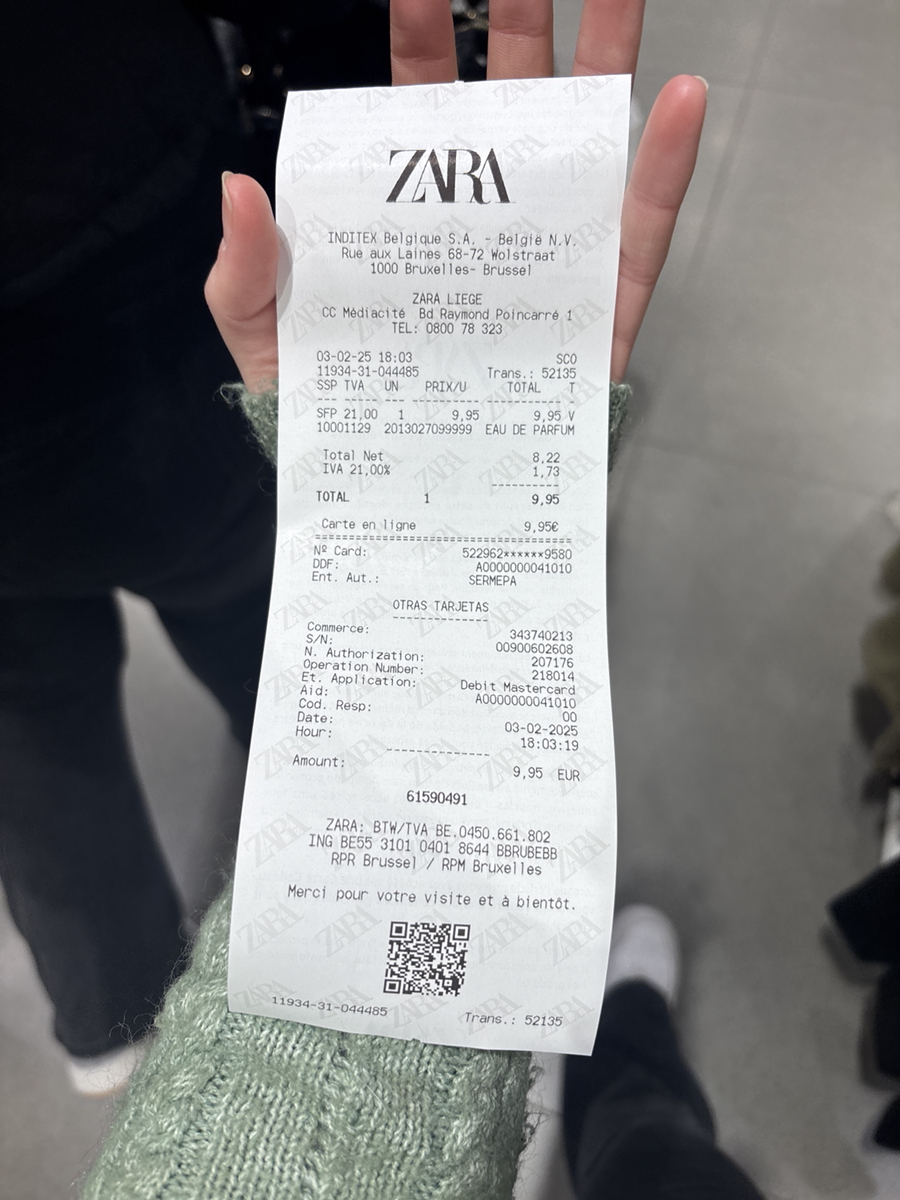 ZARA
INDITEX Belgique S.A. - Belgie N.V.
Rue aux Laines 68-72 Wolstraat
1000 Bruxelles- Brussel
ZARA LIEGE
CC Médiacité Bd Raymond Poincarré 1
TEL: 0800 78 323
03-02-25 18:03 SCO
11934-31-044485 Trans.: 52135
SSP TVA UN PRIX/U TOTAL T
SFP 21,00 1 9,95 9,95 V
10001129 2013027099999 EAU DE PARFUM
Total Net 8,22
IVA 21,00% 1,73
TOTAL 1 9,95
Carte en ligne 9,95€
Nº Card: 522962******9580
DDF: A0000000041010
Ent. Aut.: SERMEPA
OTRAS TARJETAS
Commerce: 343740213
S/N: 00900602608
N. Authorization: 207176
Operation Number: 218014
Et. Application: Debit Mastercard
Aid: A0000000041010
Cod. Resp: 00
Date: 03-02-2025
Hour: 18:03:19
Amount: 9,95 EUR
61590491
ZARA: BTW/TVA BE.0450.661.802
ING BE55 3101 0401 8644 BBRUBEBB
RPR Brussel / RPM Bruxelles
Merci pour votre visite et à bientôt.
11934-31-044485 Trans.: 52135